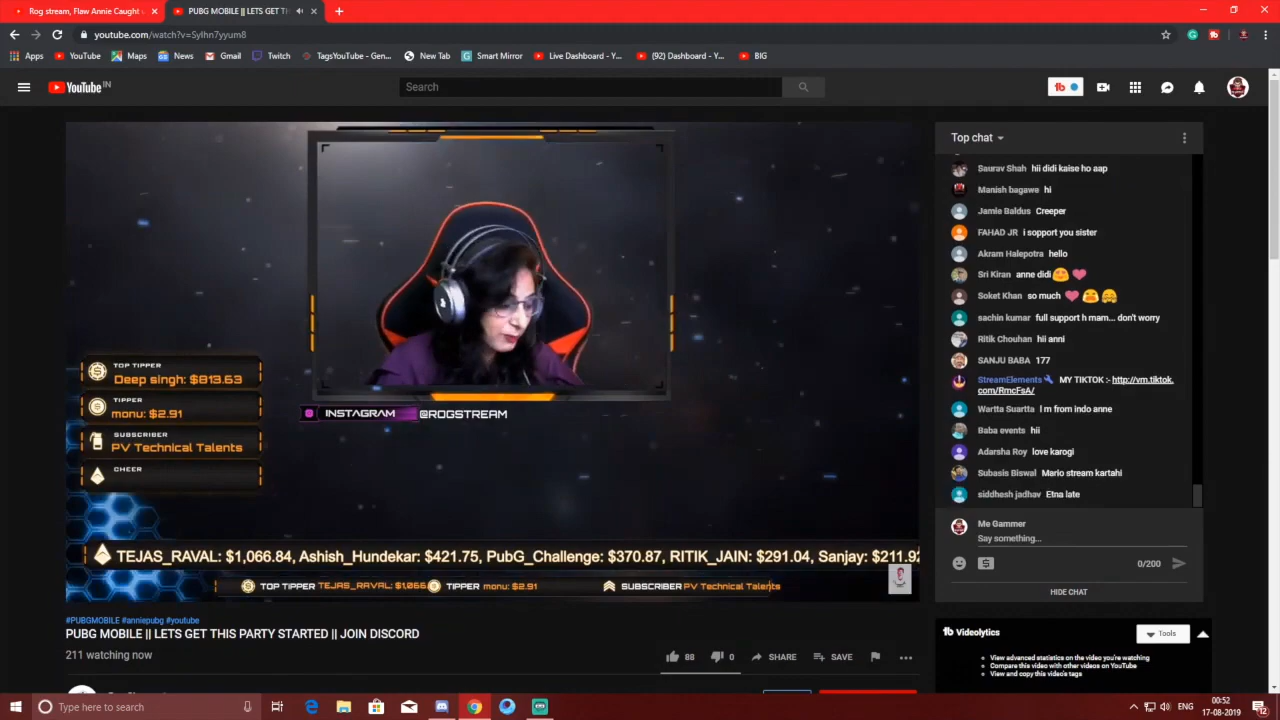 Rog stream, Flaw Annie Caught
PUBG MOBILE || LETS GET TH
youtube.com/watch?v=SyIhn7yyum8
Apps
YouTube
Maps
News
Gmail
Twitch
TagsYouTube - Gen...
New Tab
Smart Mirror
Live Dashboard - Y...
(92) Dashboard - Y...
BIG
YouTube IN
Search
Top chat
Saurav Shah hii didi kaise ho aap
Manish bagawe hi
Jamie Baldus Creeper
FAHAD JR i sopport you sister
Akram Halepotra hello
Sri Kiran anne didi😍❤
Soket Khan so much
sachin kumar full support h mam... don't worry
Ritik Chouhan hii anni
SANJU BABA 177
StreamElements MY TIKTOK :- http://vm.tiktok.
com/RmcFsA/
Wartta Suartta I m from indo anne
Baba events hii
Adarsha Roy love karogi
Subasis Biswal Mario stream kartahi
siddhesh jadhav Etna late
Me Gammer
Say something...
0/200
HIDE CHAT
TOP TIPPER
Deep singh: $813.63
TIPPER
monu: $2.91
SUBSCRIBER
PV Technical Talents
CHEER
INSTAGRAM @ROGSTREAM
TEJAS_RAVAL: $1,066.84, Ashish_Hundekar: $421.75, PubG_Challenge: $370.87, RITIK_JAIN: $291.04, Sanjay: $211.92
TOP TIPPER TEJAS_RAVAL: $1,066 TIPPER monu: $2.91 SUBSCRIBER PV Technical Talents
#PUBGMOBILE #anniepubg #youtube
PUBG MOBILE || LETS GET THIS PARTY STARTED || JOIN DISCORD
211 watching now
88
0
SHARE
SAVE
Videolytics
Tools
View advanced statistics on the video you're watching
Compare this video with other videos on YouTube
View and copy this video's tags
Type here to search
ENG
00:52
17-08-2019
12